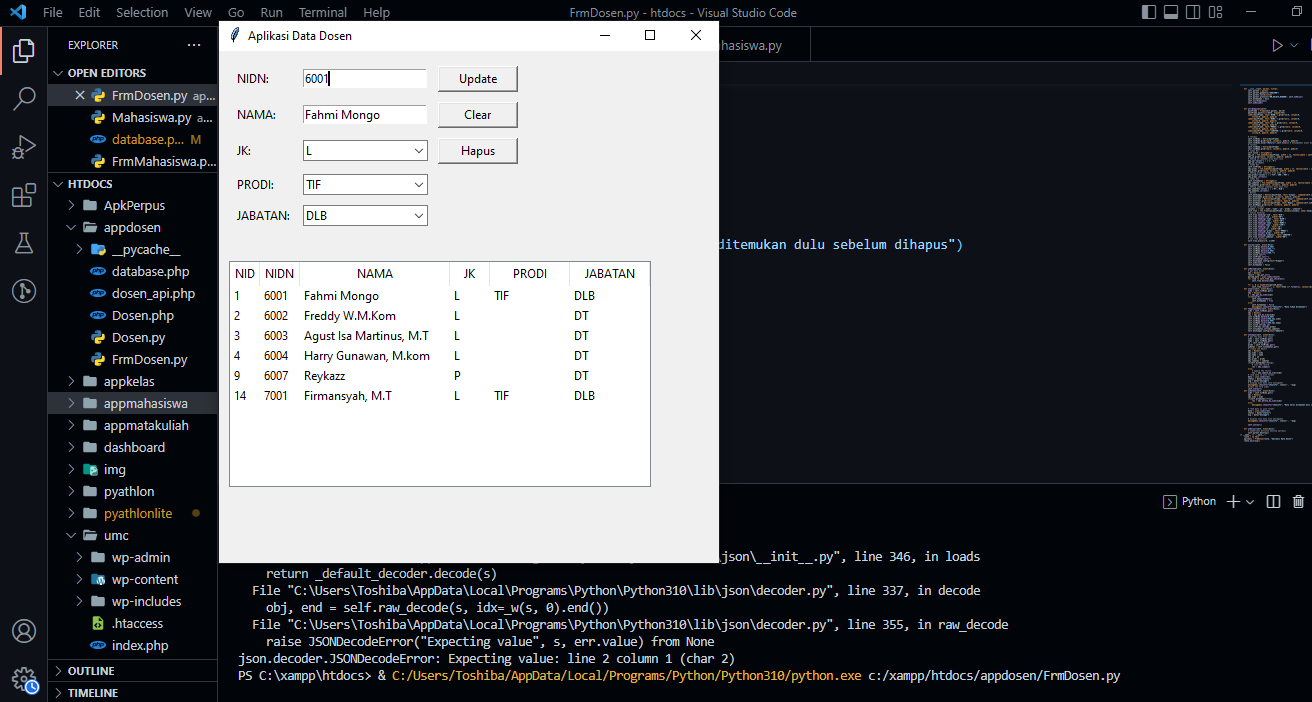 File Edit Selection View Go Run Terminal Help FrmDosen.py - htdocs - Visual Studio Code
EXPLORER
OPEN EDITORS
FrmDosen.py ap...
Mahasiswa.py a...
database.p... M
FrmMahasiswa.p...
HTDOCS
ApkPerpus
appdosen
__pycache__
database.php
dosen_api.php
Dosen.php
Dosen.py
FrmDosen.py
appkelas
appmahasiswa
appmatakuliah
dashboard
img
pyathlon
pyathlonlite
umc
wp-admin
wp-content
wp-includes
.htaccess
index.php
OUTLINE
TIMELINE
Aplikasi Data Dosen
NIDN: 6001 Update
NAMA: Fahmi Mongo Clear
JK: L Hapus
PRODI: TIF
JABATAN: DLB
NID NIDN NAMA JK PRODI JABATAN
1 6001 Fahmi Mongo L TIF DLB
2 6002 Freddy W.M.Kom L DT
3 6003 Agust Isa Martinus, M.T L DT
4 6004 Harry Gunawan, M.kom L DT
9 6007 Reykazz P DT
14 7001 Firmansyah, M.T L TIF DLB
hasiswa.py
ditemukan dulu sebelum dihapus")
Python
\json\__init__.py", line 346, in loads
return _default_decoder.decode(s)
File "C:\Users\Toshiba\AppData\Local\Programs\Python\Python310\lib\json\decoder.py", line 337, in decode
obj, end = self.raw_decode(s, idx=_w(s, 0).end())
File "C:\Users\Toshiba\AppData\Local\Programs\Python\Python310\lib\json\decoder.py", line 355, in raw_decode
raise JSONDecodeError("Expecting value", s, err.value) from None
json.decoder.JSONDecodeError: Expecting value: line 2 column 1 (char 2)
PS C:\xampp\htdocs> & C:/Users/Toshiba/AppData/Local/Programs/Python/Python310/python.exe c:/xampp/htdocs/appdosen/FrmDosen.py